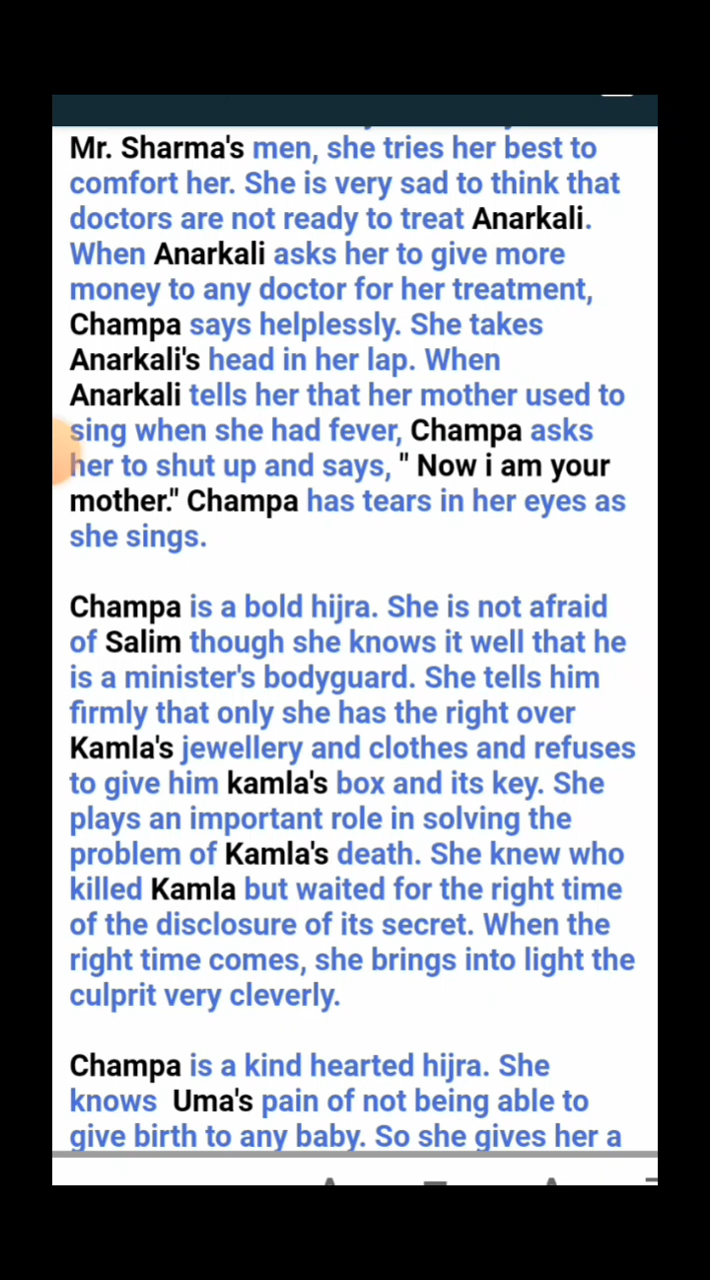 Mr. Sharma's men, she tries her best to
comfort her. She is very sad to think that
doctors are not ready to treat Anarkali.
When Anarkali asks her to give more
money to any doctor for her treatment,
Champa says helplessly. She takes
Anarkali's head in her lap. When
Anarkali tells her that her mother used to
sing when she had fever, Champa asks
her to shut up and says, " Now i am your
mother." Champa has tears in her eyes as
she sings.

Champa is a bold hijra. She is not afraid
of Salim though she knows it well that he
is a minister's bodyguard. She tells him
firmly that only she has the right over
Kamla's jewellery and clothes and refuses
to give him kamla's box and its key. She
plays an important role in solving the
problem of Kamla's death. She knew who
killed Kamla but waited for the right time
of the disclosure of its secret. When the
right time comes, she brings into light the
culprit very cleverly.

Champa is a kind hearted hijra. She
knows  Uma's pain of not being able to
give birth to any baby. So she gives her a